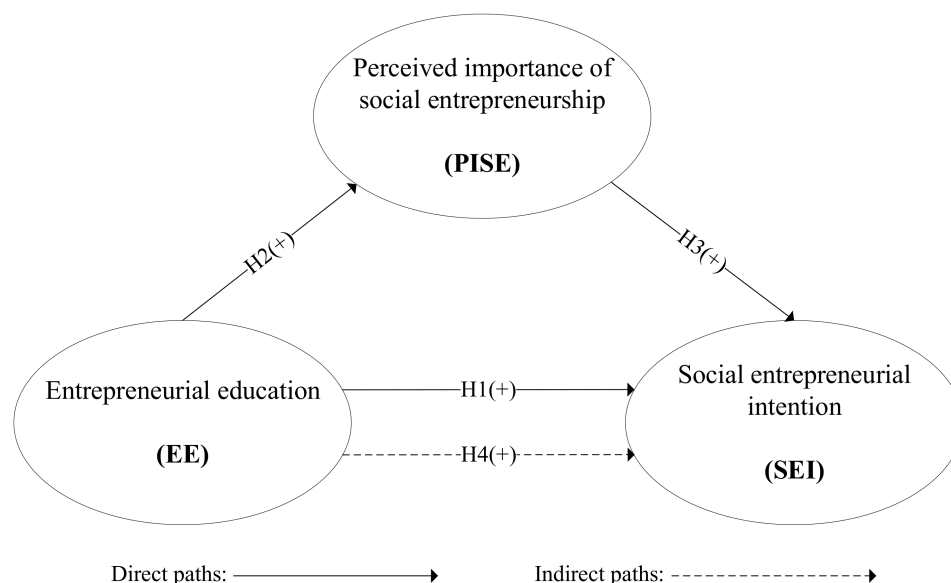 Perceived importance of
social entrepreneurship
(PISE)
H2(+)
H3(+)
Entrepreneurial education
(EE)
H1(+)
H4(+)
Social entrepreneurial
intention
(SEI)
Direct paths:
Indirect paths: